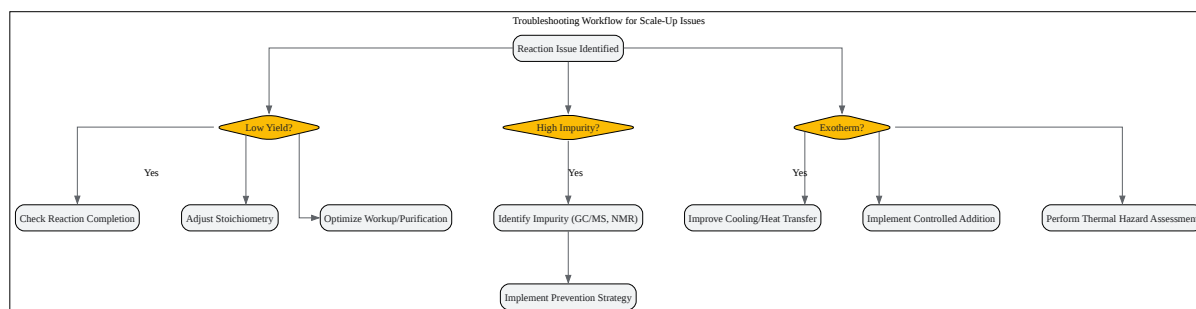 Troubleshooting Workflow for Scale-Up Issues
Reaction Issue Identified
Low Yield?
High Impurity?
Exotherm?
Yes
Yes
Yes
Check Reaction Completion
Adjust Stoichiometry
Optimize Workup/Purification
Identify Impurity (GC/MS, NMR)
Improve Cooling/Heat Transfer
Implement Controlled Addition
Perform Thermal Hazard Assessment
Implement Prevention Strategy